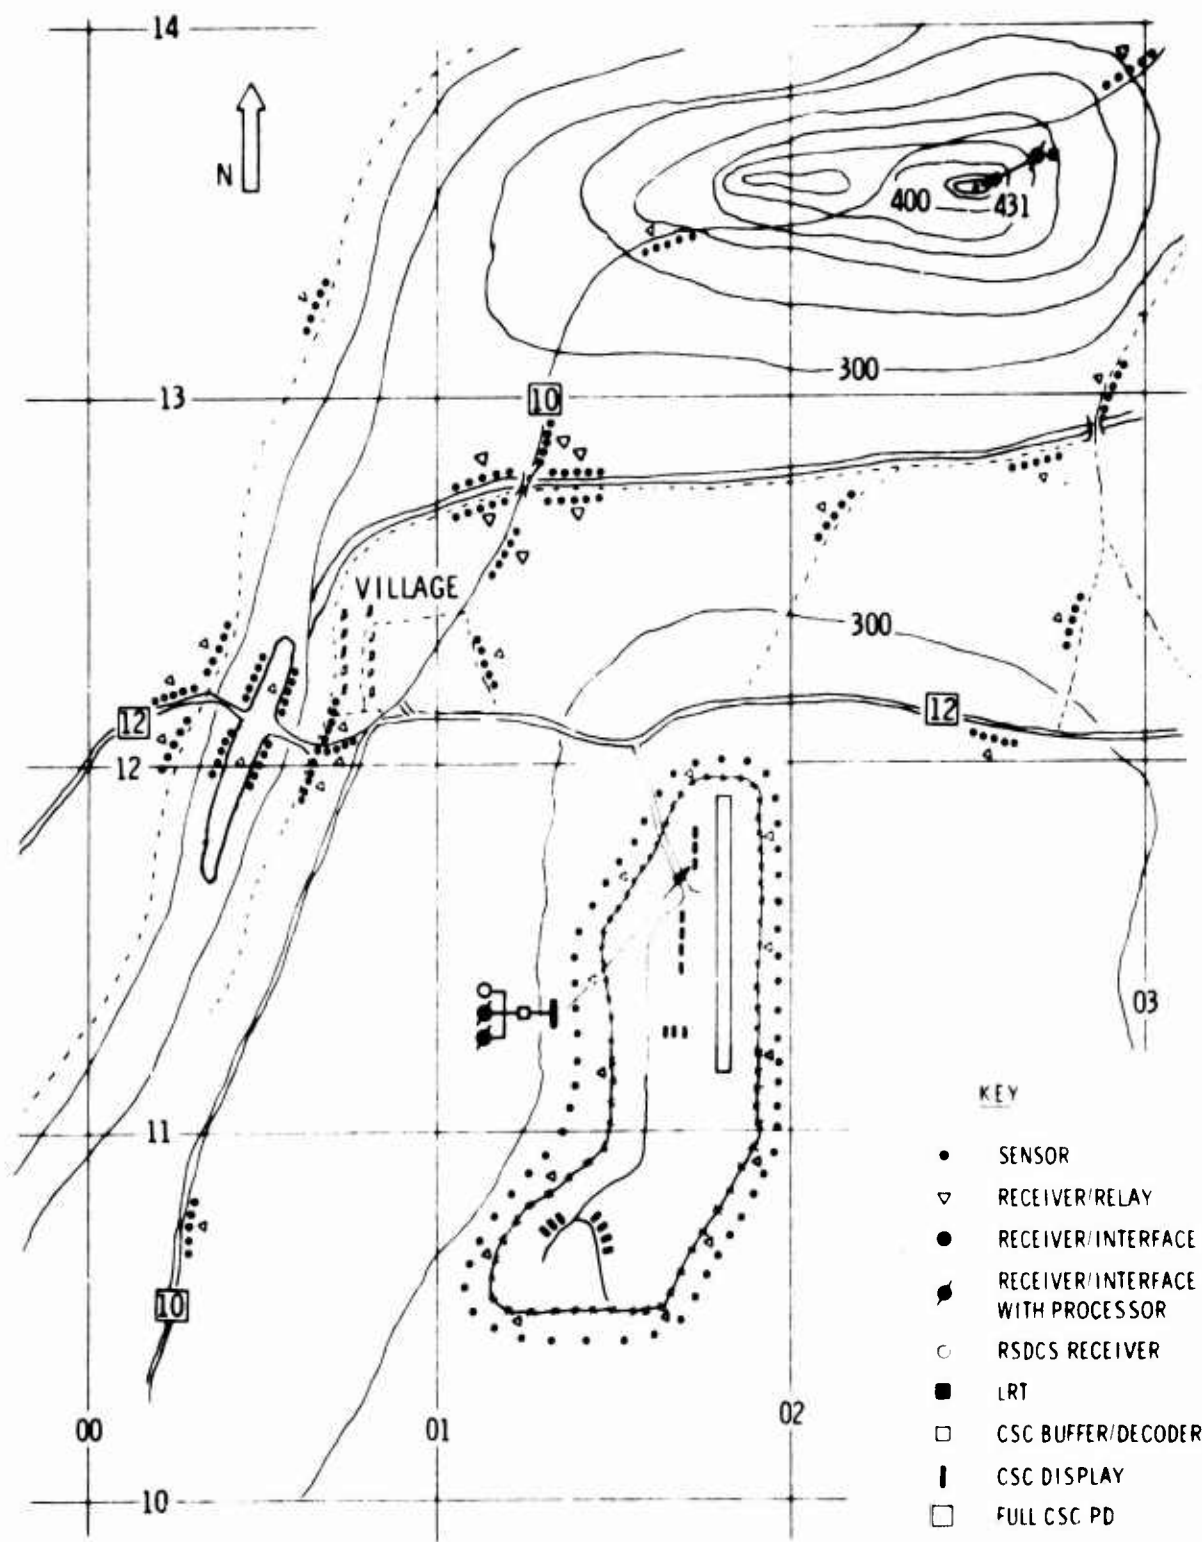 14
N
400
431
13
10
300
VILLAGE
300
12
12
12
03
11
10
00
01
02
10
KEY
SENSOR
RECEIVER/RELAY
RECEIVER/INTERFACE
RECEIVER/INTERFACE
WITH PROCESSOR
RSDCS RECEIVER
LRT
CSC BUFFER/DECODER
CSC DISPLAY
FULL CSC PD